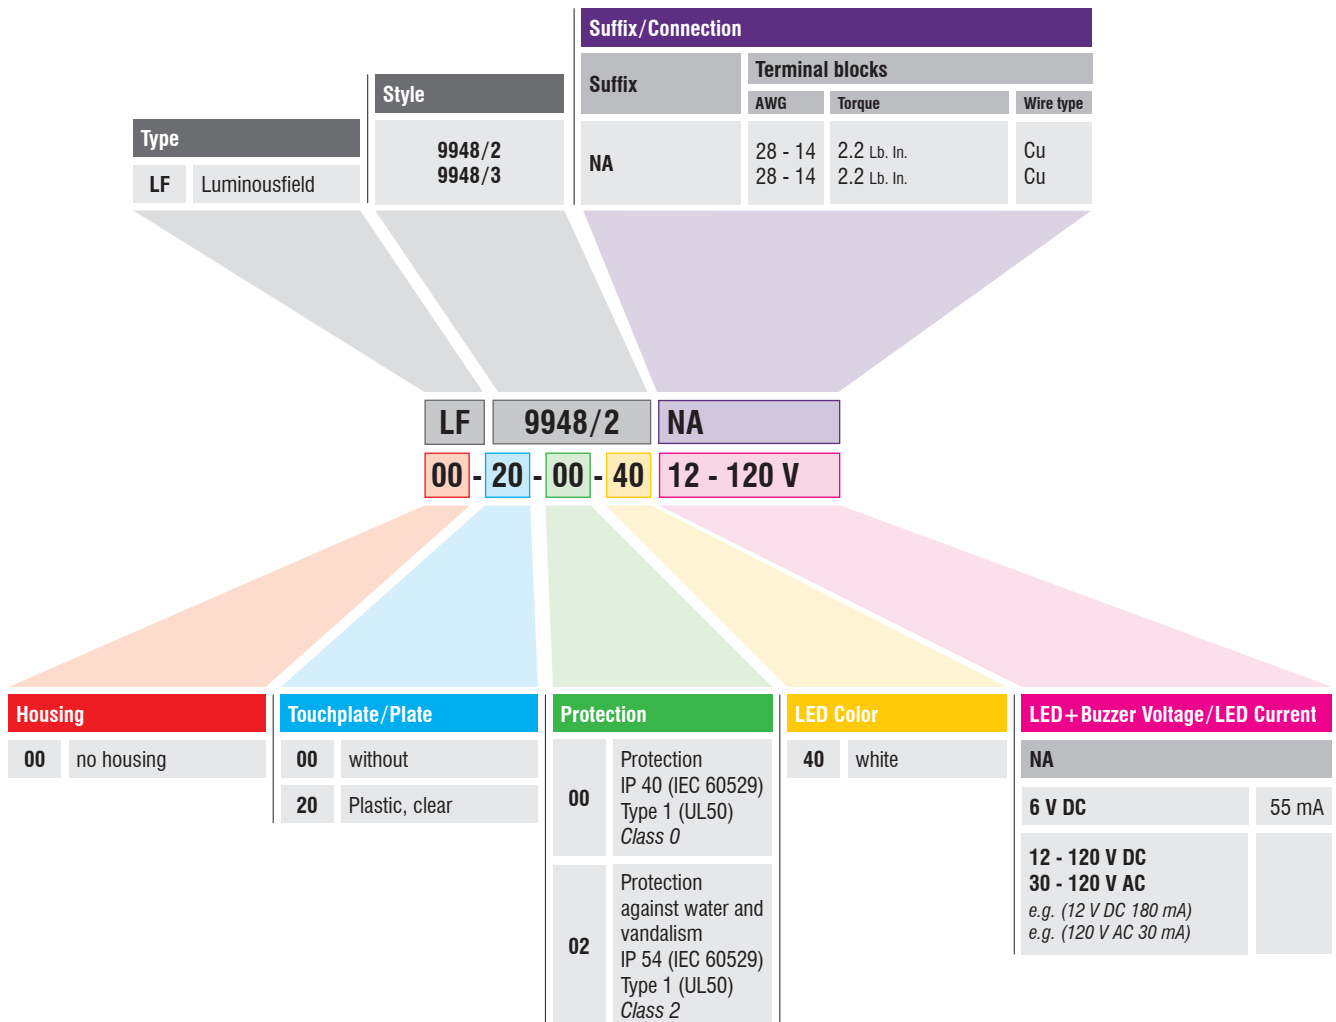 Suffix/Connection
Suffix
Terminal blocks
AWG Torque Wire type
NA
28 - 14 2.2 Lb. In. Cu
28 - 14 2.2 Lb. In. Cu
Style
9948/2
9948/3
Type
LF Luminousfield
LF 9948/2 NA
00 - 20 - 00 - 40 12 - 120 V
Housing
00 no housing
Touchplate/Plate
00 without
20 Plastic, clear
Protection
00
Protection
IP 40 (IEC 60529)
Type 1 (UL50)
Class 0
02
Protection
against water and
vandalism
IP 54 (IEC 60529)
Type 1 (UL50)
Class 2
LED Color
40 white
LED+Buzzer Voltage/LED Current
NA
6 V DC 55 mA
12 - 120 V DC
30 - 120 V AC
e.g. (12 V DC 180 mA)
e.g. (120 V AC 30 mA)